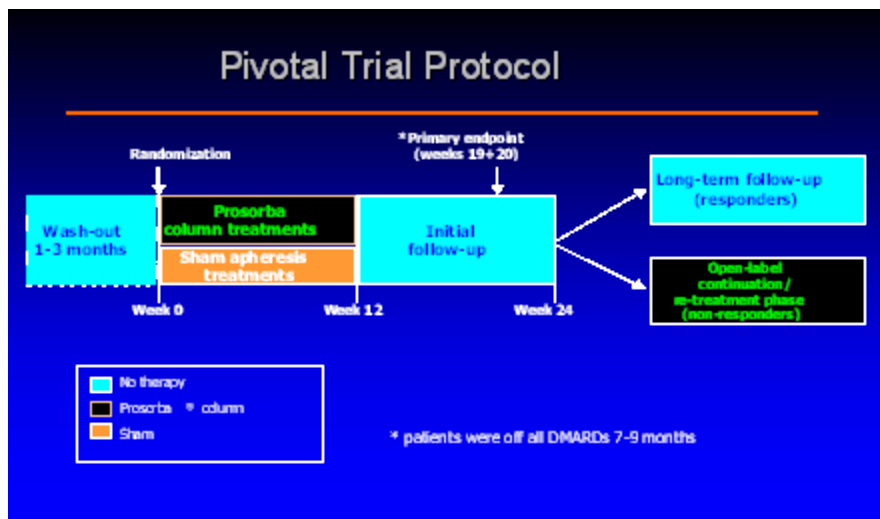 Pivotal Trial Protocol
*Primary endpoint
(weeks 19+20)
Randomization
Wash-out
1-3 months
Prosorba
column treatments
Sham apheresis
treatments
Initial
follow-up
Long-term follow-up
(responders)
Open-label
continuation/
re-treatment phase
(non-responders)
Week 0
Week 12
Week 24
No therapy
Prosorba ® column
Sham
* patients were off all DMARDs 7-9 months